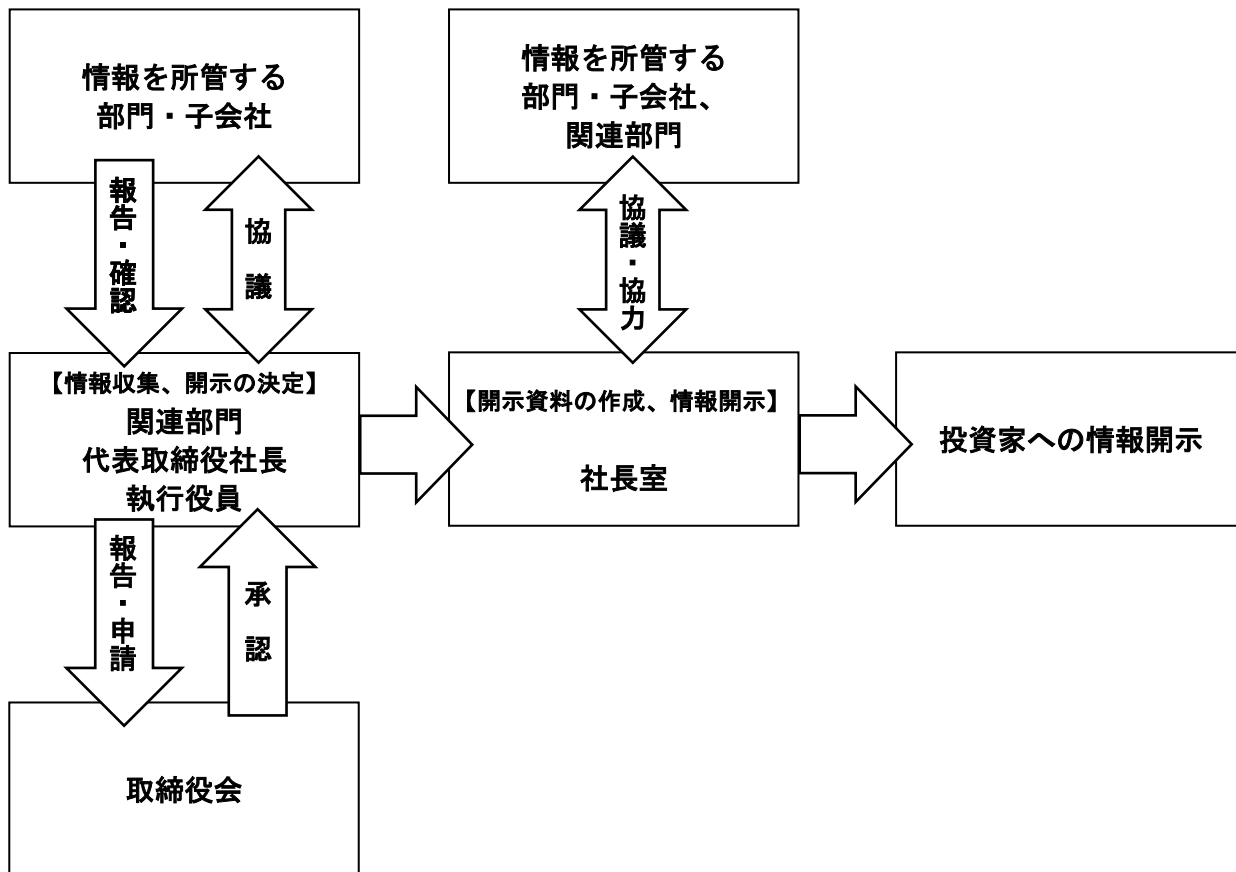 情報を所管する
部門・子会社
情報を所管する
部門・子会社、
関連部門
報告・確認
協議
協議・協力
【情報収集、開示の決定】
関連部門
代表取締役社長
執行役員
【開示資料の作成、情報開示】
社長室
投資家への情報開示
報告・申請
承認
取締役会